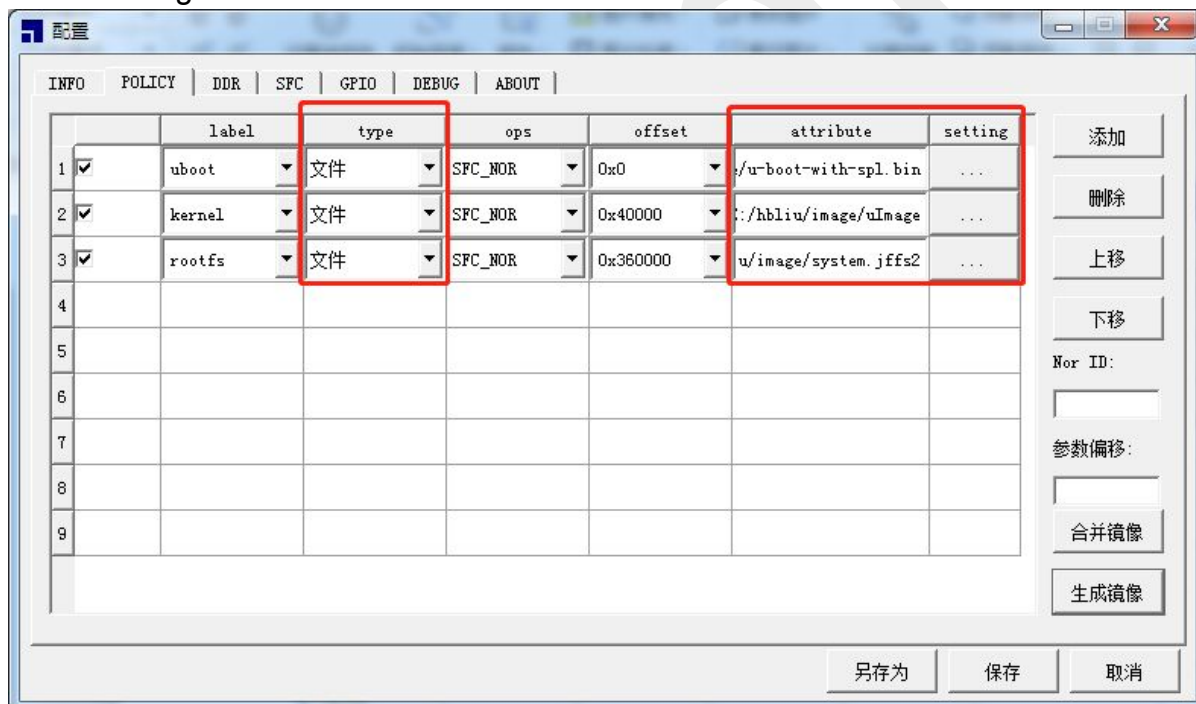 配置
INFO POLICY DDR SFC GPIO DEBUG ABOUT
label type ops offset attribute setting
添加
1 uboot 文件 SFC_NOR 0x0 /u-boot-with-spl.bin ...
删除
2 kernel 文件 SFC_NOR 0x40000 :/hbliu/image/uImage ...
3 rootfs 文件 SFC_NOR 0x360000 u/image/system.jffs2 ...
上移
4
下移
5
Nor ID:
6
7
参数偏移:
8
9
合并镜像
生成镜像
另存为 保存 取消